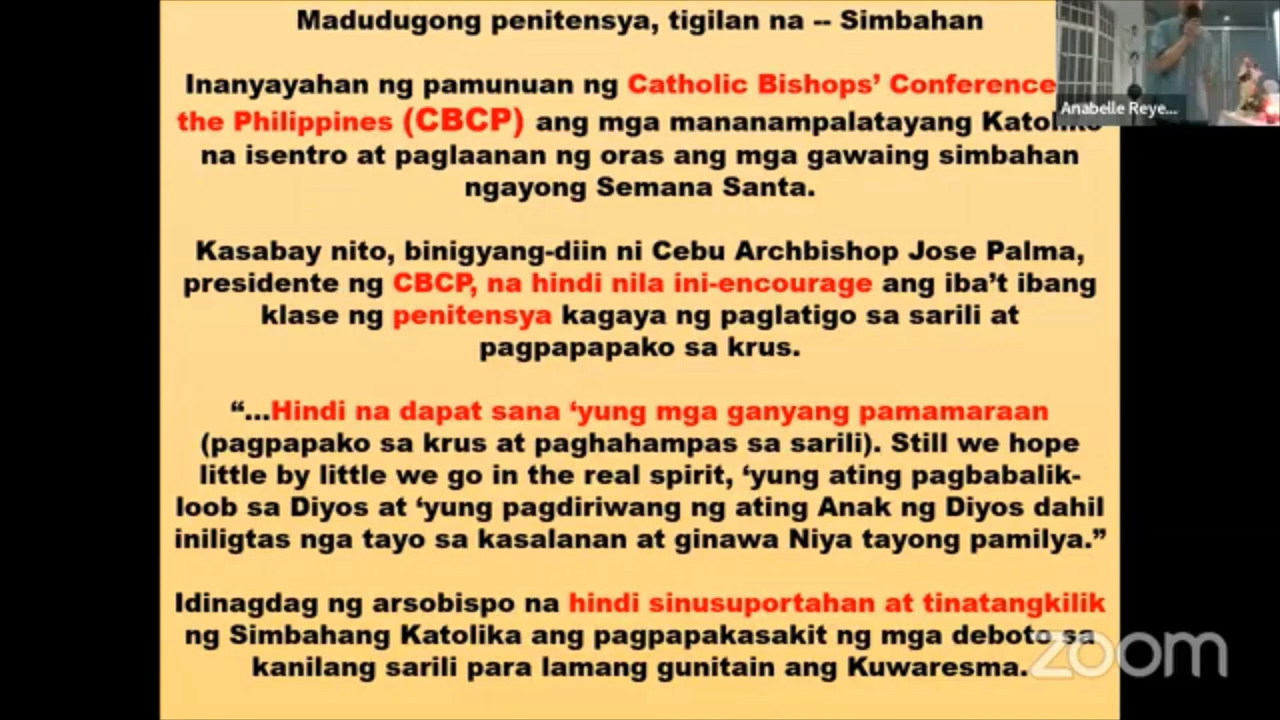 Madudugong penitensya, tigilan na -- Simbahan
Inanyayahan ng pamunuan ng Catholic Bishops’ Conference
the Philippines (CBCP) ang mga mananampalatayang Katoliko
na isentro at paglaanan ng oras ang mga gawaing simbahan
ngayong Semana Santa.
Kasabay nito, binigyang-diin ni Cebu Archbishop Jose Palma,
presidente ng CBCP, na hindi nila ini-encourage ang iba’t ibang
klase ng penitensya kagaya ng paglatigo sa sarili at
pagpapapako sa krus.
“...Hindi na dapat sana ‘yung mga ganyang pamamaraan
(pagpapako sa krus at paghahampas sa sarili). Still we hope
little by little we go in the real spirit, ‘yung ating pagbabalik-
loob sa Diyos at ‘yung pagdiriwang ng ating Anak ng Diyos dahil
iniligtas nga tayo sa kasalanan at ginawa Niya tayong pamilya.”
Idinagdag ng arsobispo na hindi sinusuportahan at tinatangkilik
ng Simbahang Katolika ang pagpapakasakit ng mga deboto sa
kanilang sarili para lamang gunitain ang Kuwaresma.
Anabelle Reye...
zoom